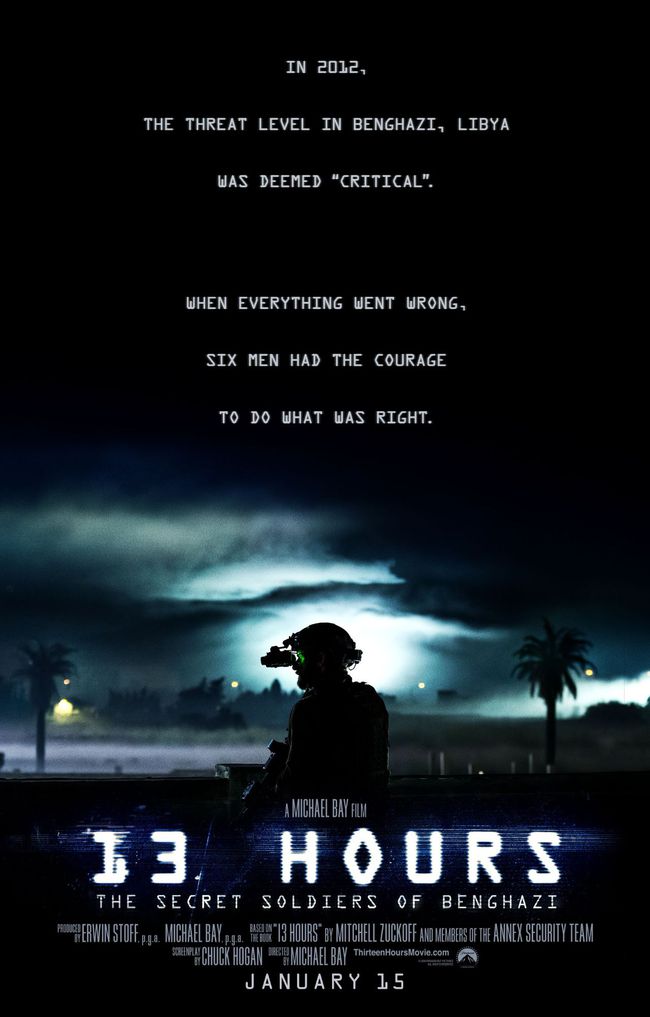 IN 2012,
THE THREAT LEVEL IN BENGHAZI, LIBYA
WAS DEEMED “CRITICAL”.
WHEN EVERYTHING WENT WRONG,
SIX MEN HAD THE COURAGE
TO DO WHAT WAS RIGHT.
A MICHAEL BAY FILM
13 HOURS
THE SECRET SOLDIERS OF BENGHAZI
PRODUCED BY ERWIN STOFF, p.g.a. MICHAEL BAY, p.g.a. BASED ON THE BOOK "13 HOURS" BY MITCHELL ZUCKOFF AND MEMBERS OF THE ANNEX SECURITY TEAM
SCREENPLAY BY CHUCK HOGAN DIRECTED BY MICHAEL BAY ThirteenHoursMovie.com
JANUARY 15